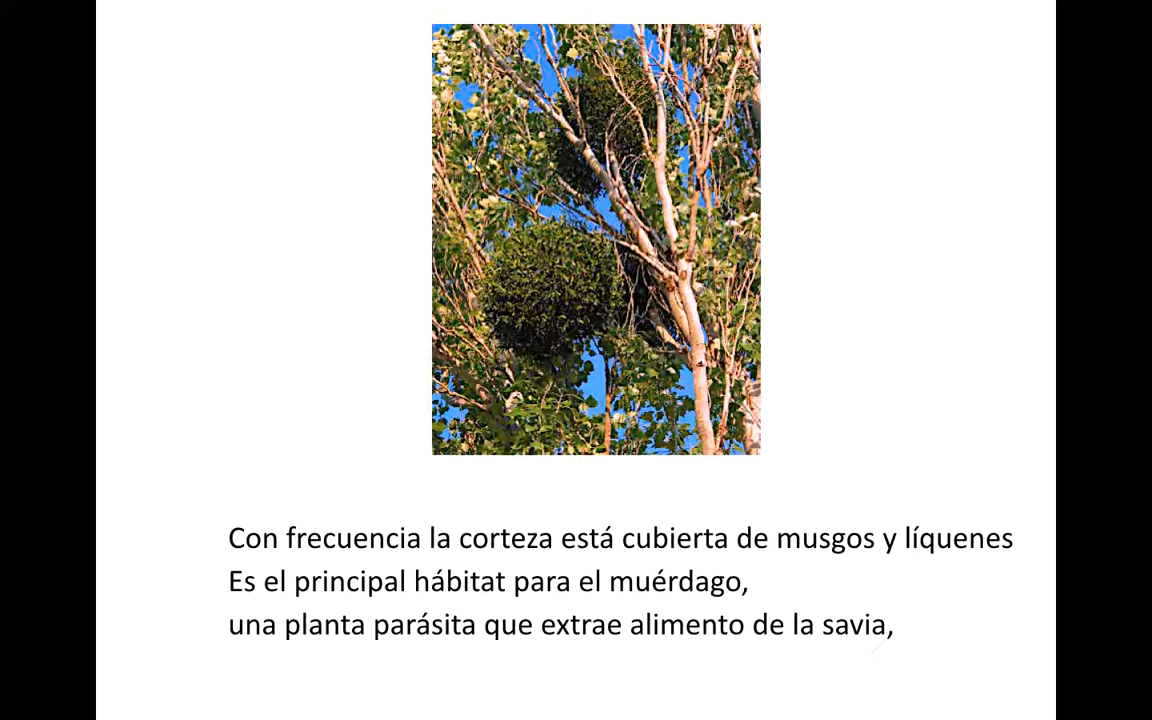 Con frecuencia la corteza está cubierta de musgos y líquenes
Es el principal hábitat para el muérdago,
una planta parásita que extrae alimento de la savia,